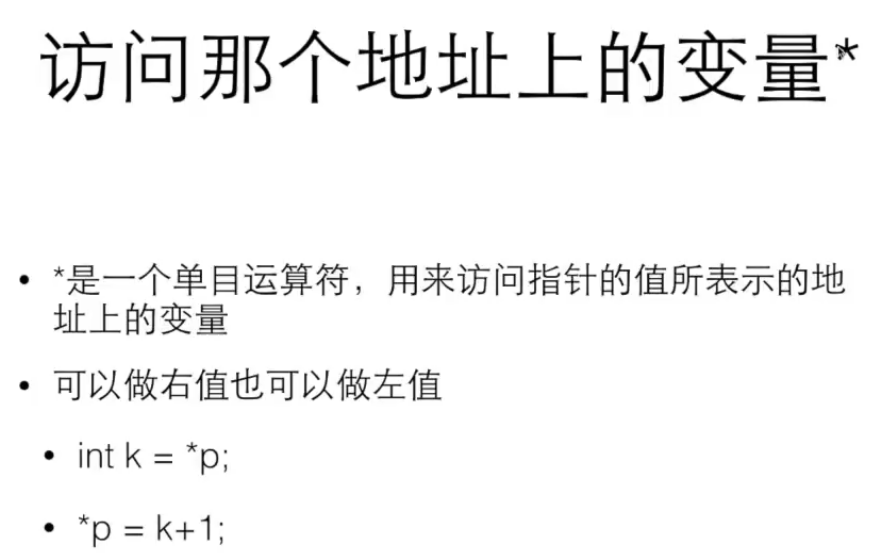 访问那个地址上的变量*
• *是一个单目运算符，用来访问指针的值所表示的地
址上的变量
• 可以做右值也可以做左值
• int k = *p;
• *p = k+1;